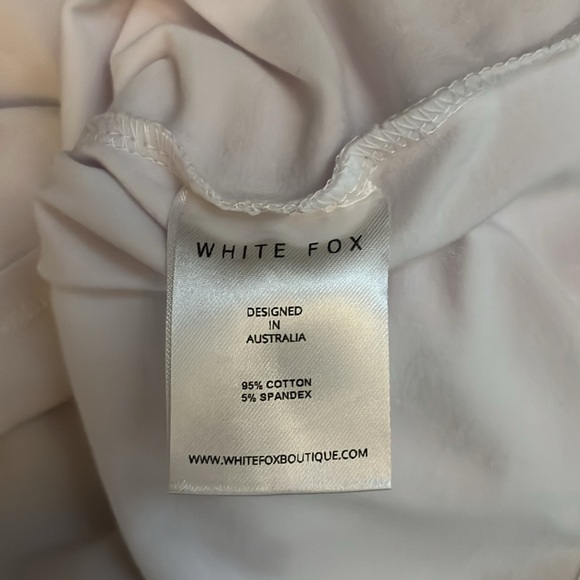 WHITE FOX
DESIGNED
IN
AUSTRALIA
95% COTTON
5% SPANDEX
WWW.WHITEFOXBOUTIQUE.COM